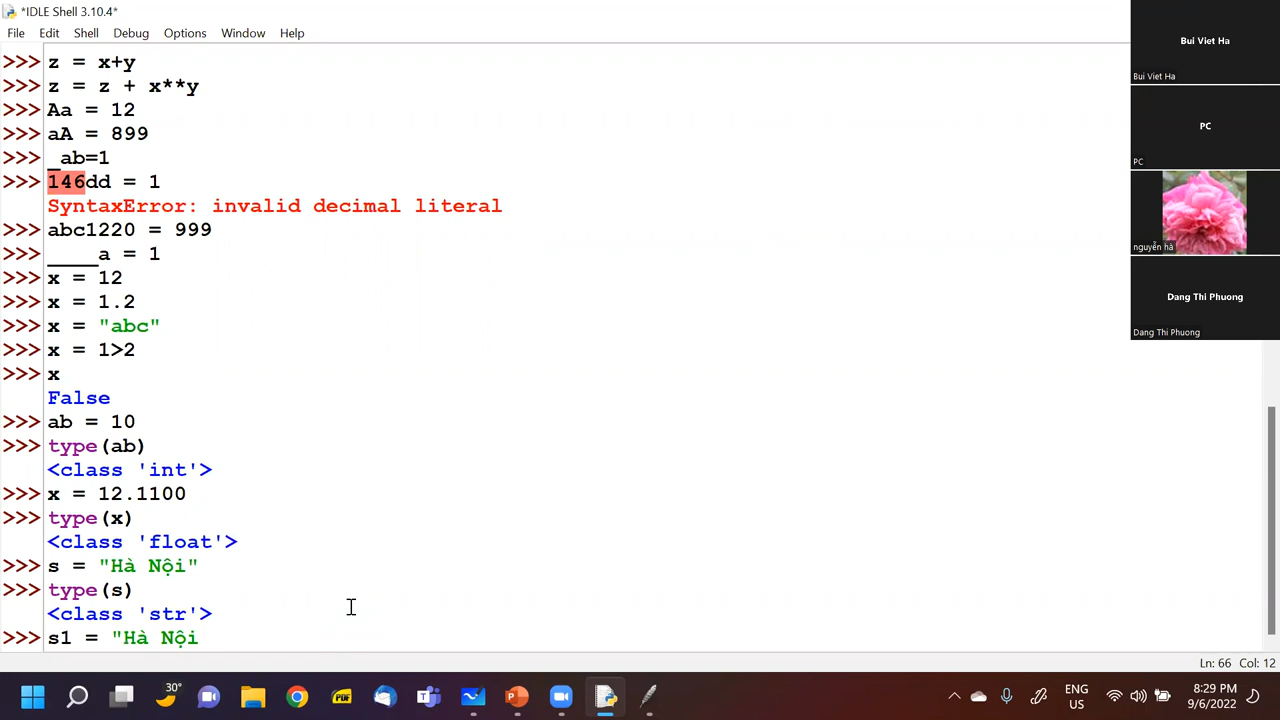 *IDLE Shell 3.10.4*
File Edit Shell Debug Options Window Help
>>> z = x+y
>>> z = z + x**y
>>> Aa = 12
>>> aA = 899
>>> _ab=1
>>> 146dd = 1
SyntaxError: invalid decimal literal
>>> abc1220 = 999
>>> ____a = 1
>>> x = 12
>>> x = 1.2
>>> x = "abc"
>>> x = 1>2
>>> x
False
>>> ab = 10
>>> type(ab)
<class 'int'>
>>> x = 12.1100
>>> type(x)
<class 'float'>
>>> s = "Hà Nội"
>>> type(s)
<class 'str'>
>>> s1 = "Hà Nội
Bui Viet Ha
Bui Viet Ha
PC
PC
nguyễn hà
Dang Thi Phuong
Dang Thi Phuong
Ln: 66 Col: 12
30°
PDF
ENG
US
8:29 PM
9/6/2022